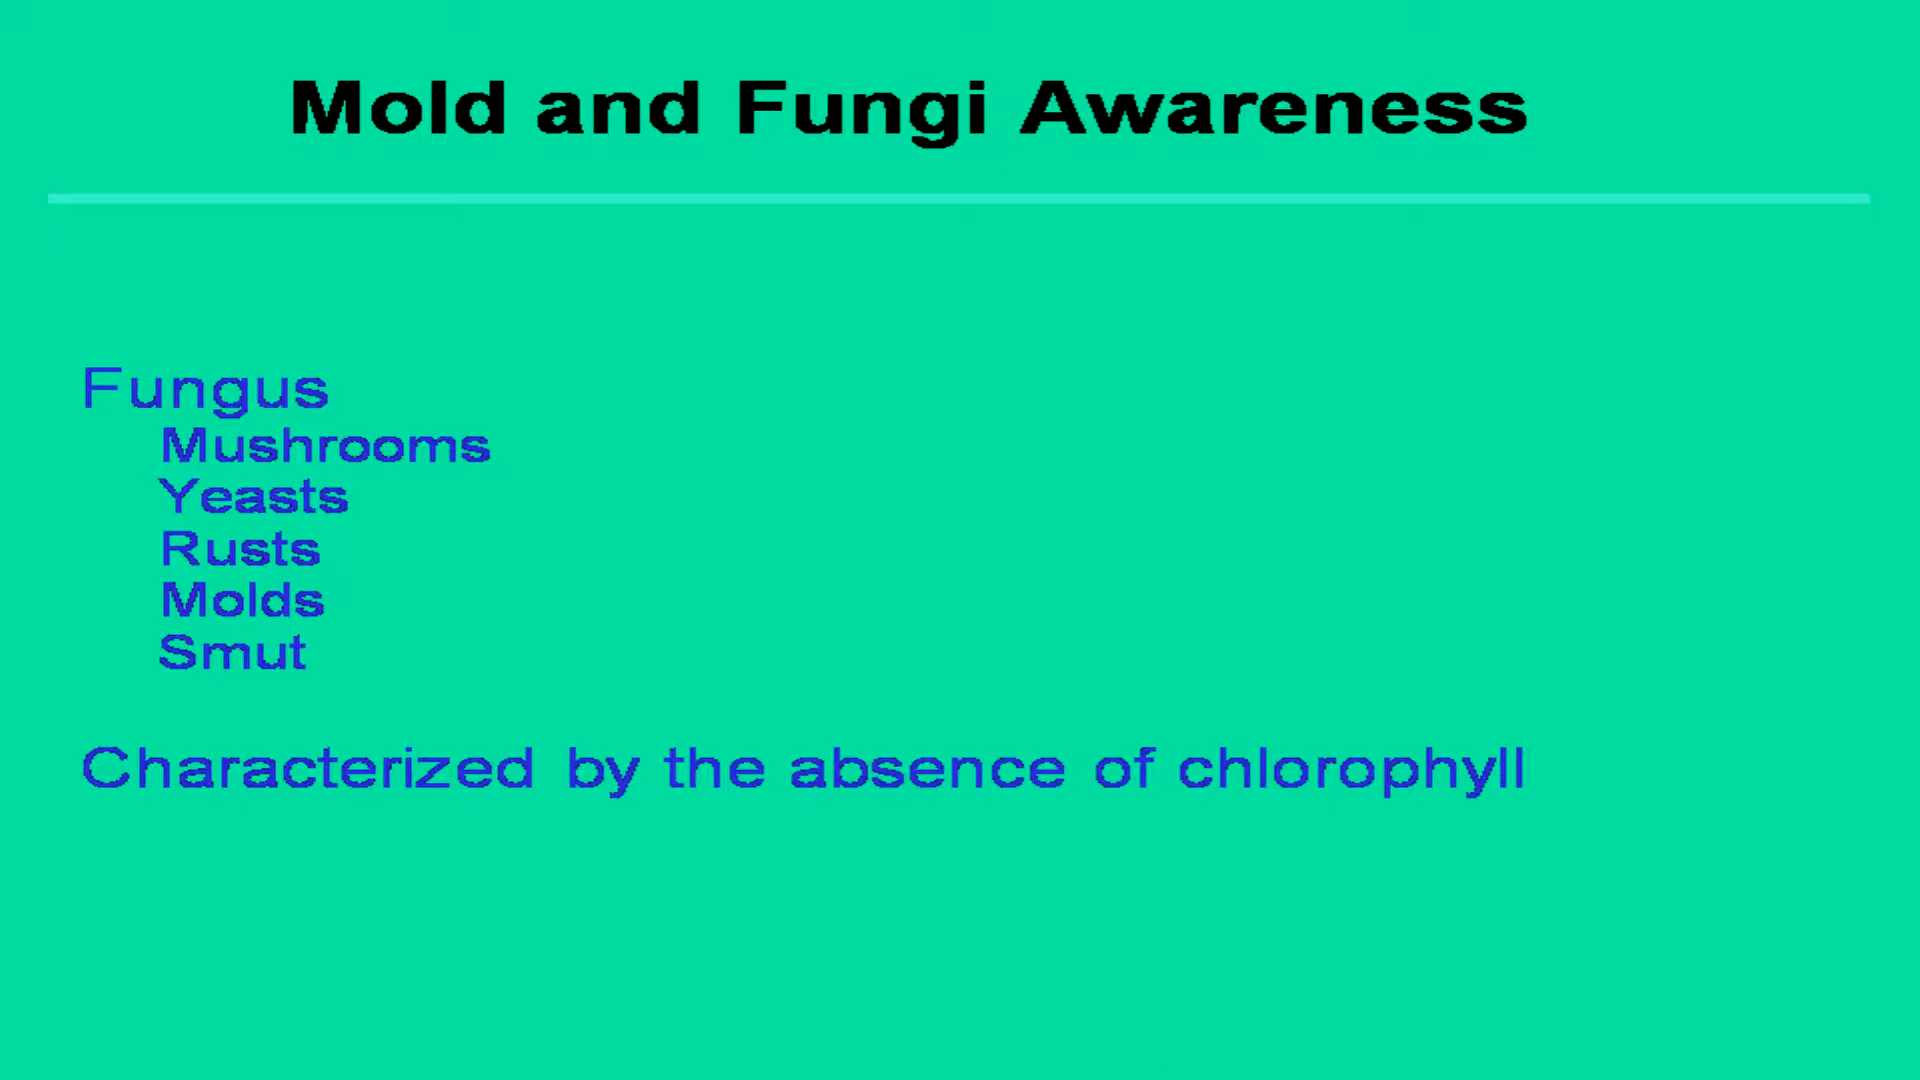 Mold and Fungi Awareness
Fungus
Mushrooms
Yeasts
Rusts
Molds
Smut
Characterized by the absence of chlorophyll